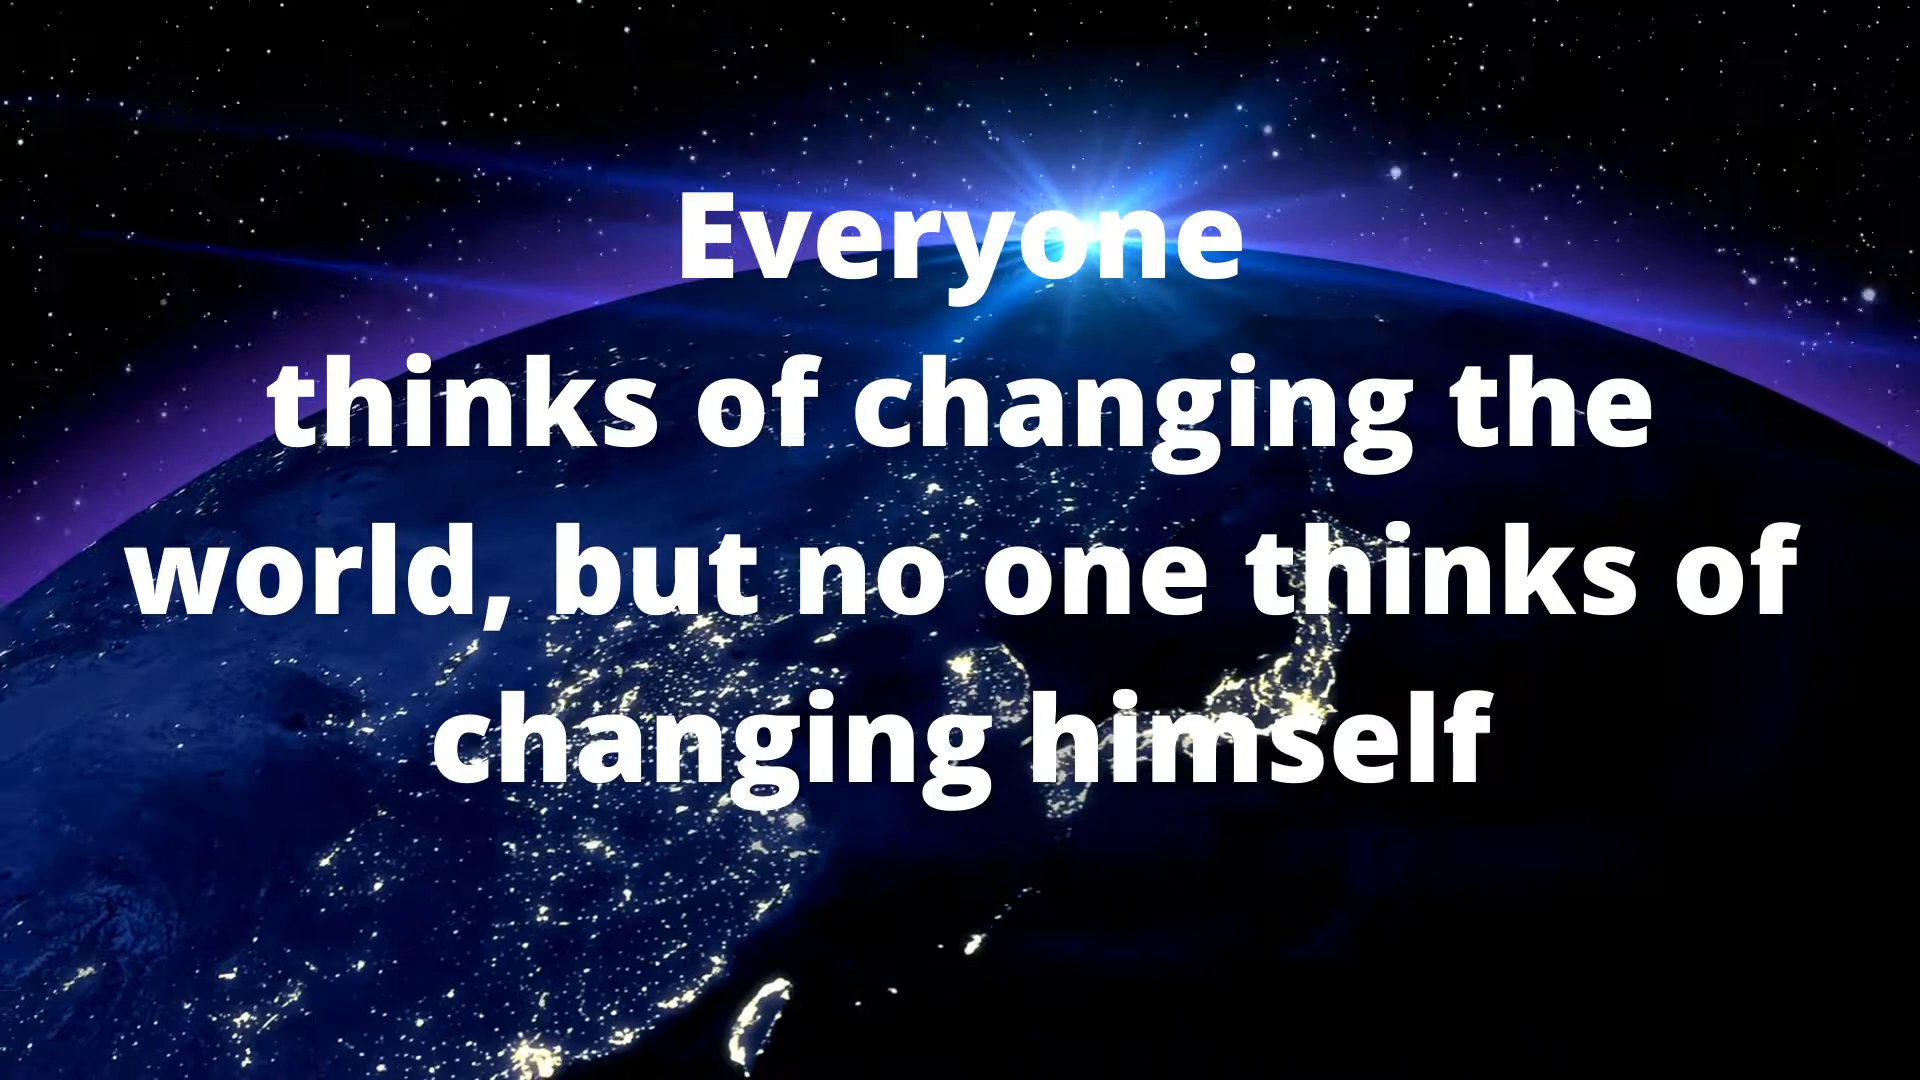 Everyone
thinks of changing the
world, but no one thinks of
changing himself